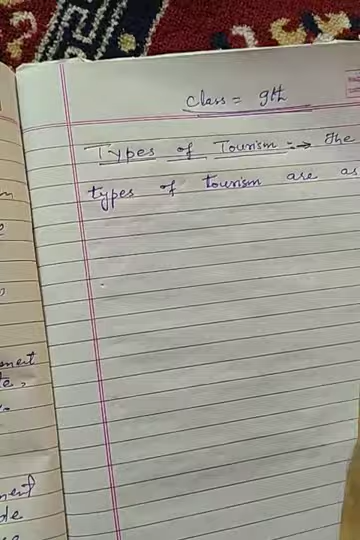 Class = 9th
Types of Tourism :→ The
types of tourism are as